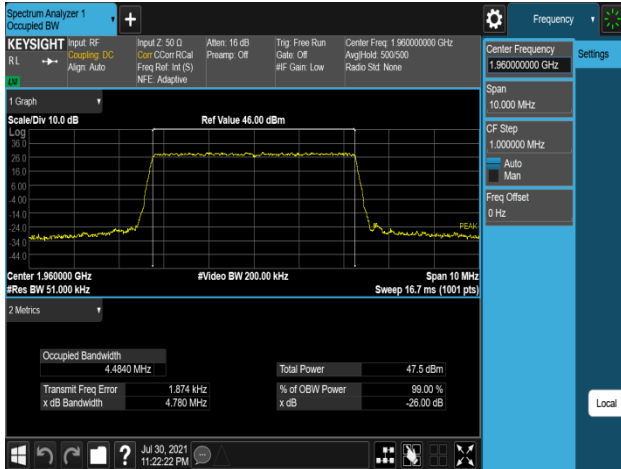 Spectrum Analyzer 1
Occupied BW
Frequency
KEYSIGHT
R L
Input: RF
Coupling: DC
Align: Auto
Input Z: 50 Ω
Corr CCorr RCal
Freq Ref: Int (S)
NFE: Adaptive
Atten: 16 dB
Preamp: Off
Trig: Free Run
Gate: Off
#IF Gain: Low
Center Freq: 1.960000000 GHz
Avg|Hold: 500/500
Radio Std: None
1 Graph
Scale/Div 10.0 dB
Ref Value 46.00 dBm
Log
36.0
26.0
16.0
6.00
-4.00
-14.0
-24.0
-34.0
-44.0
PEAK
Center 1.960000 GHz
#Video BW 200.00 kHz
Span 10 MHz
#Res BW 51.000 kHz
Sweep 16.7 ms (1001 pts)
2 Metrics
Occupied Bandwidth
4.4840 MHz
Total Power
47.5 dBm
Transmit Freq Error
1.874 kHz
% of OBW Power
99.00 %
x dB Bandwidth
4.780 MHz
x dB
-26.00 dB
Center Frequency
1.960000000 GHz
Settings
Span
10.000 MHz
CF Step
1.000000 MHz
Auto
Man
Freq Offset
0 Hz
Local
?
Jul 30, 2021
11:22:22 PM